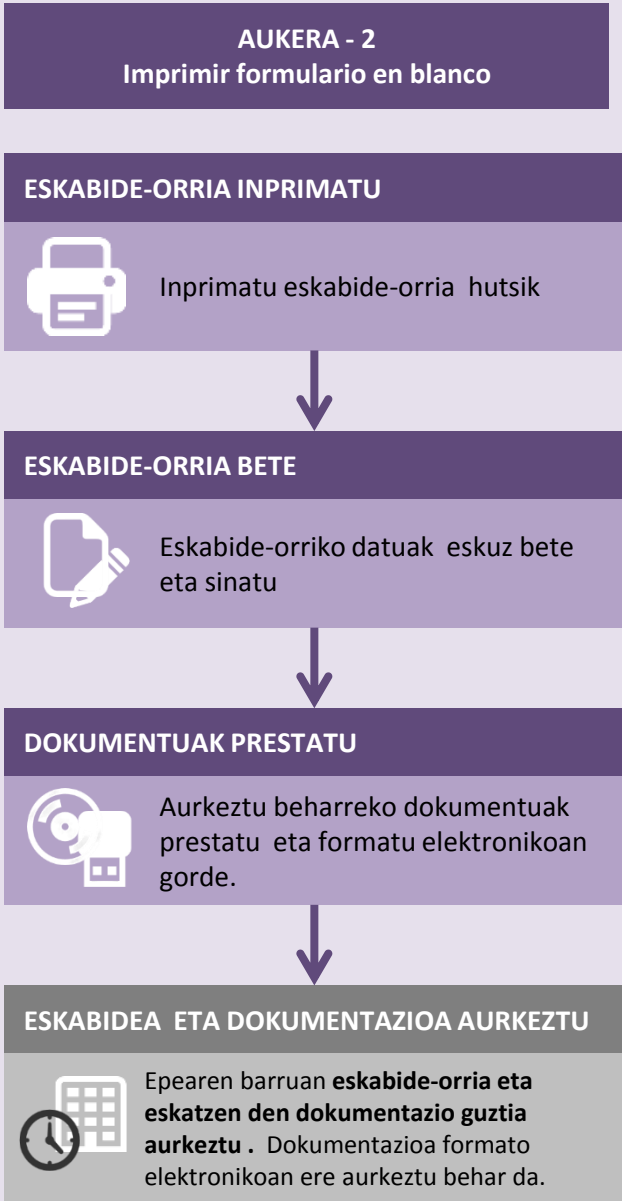 AUKERA - 2
Imprimir formulario en blanco
ESKABIDE-ORRIA INPRIMATU
Inprimatu eskabide-orria hutsik
ESKABIDE-ORRIA BETE
Eskabide-orriko datuak eskuz bete
eta sinatu
DOKUMENTUAK PRESTATU
Aurkeztu beharreko dokumentuak
prestatu eta formatu elektronikoan
gorde.
ESKABIDEA ETA DOKUMENTAZIOA AURKEZTU
Epearen barruan eskabide-orria eta
eskatzen den dokumentazio guztia
aurkeztu . Dokumentazioa formato
elektronikoan ere aurkeztu behar da.